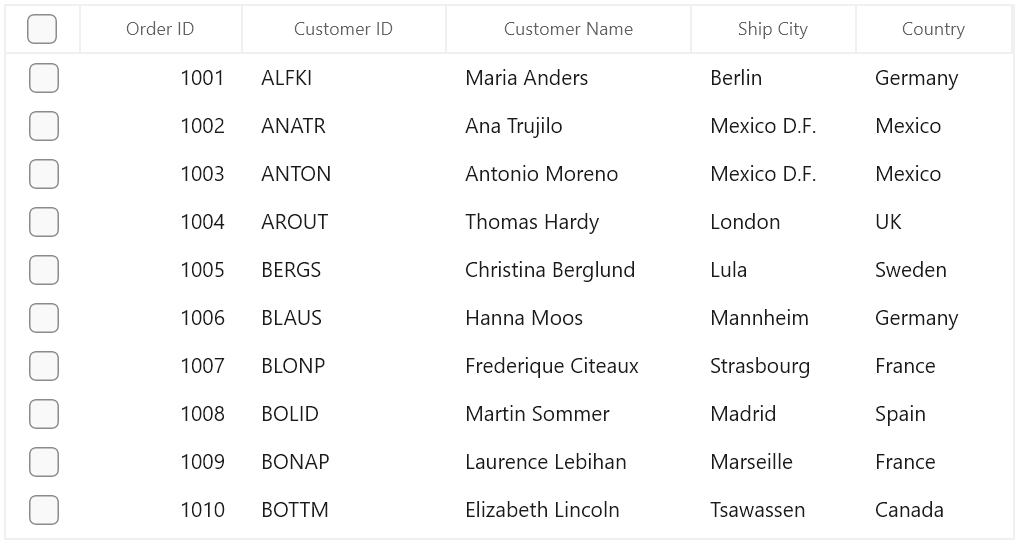 Order ID Customer ID Customer Name Ship City Country
1001 ALFKI Maria Anders Berlin Germany
1002 ANATR Ana Trujilo Mexico D.F. Mexico
1003 ANTON Antonio Moreno Mexico D.F. Mexico
1004 AROUT Thomas Hardy London UK
1005 BERGS Christina Berglund Lula Sweden
1006 BLAUS Hanna Moos Mannheim Germany
1007 BLONP Frederique Citeaux Strasbourg France
1008 BOLID Martin Sommer Madrid Spain
1009 BONAP Laurence Lebihan Marseille France
1010 BOTTM Elizabeth Lincoln Tsawassen Canada